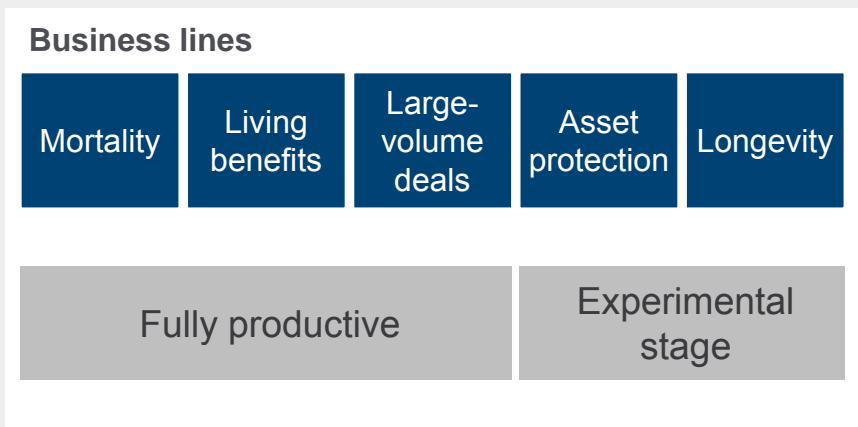 Business lines
Mortality
Living
benefits
Large-
volume
deals
Asset
protection
Longevity
Fully productive
Experimental
stage